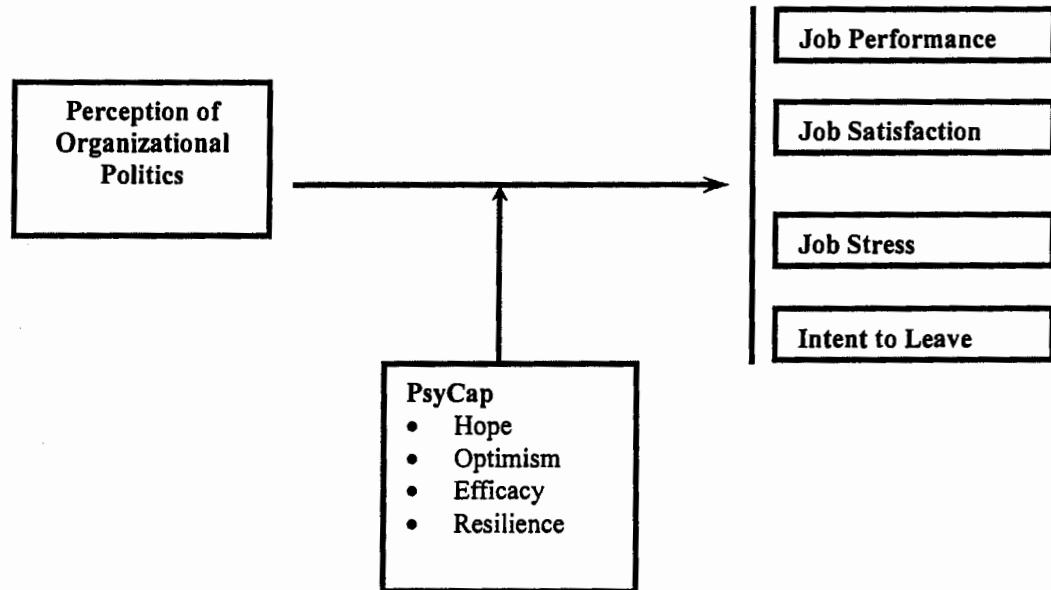 Perception of
Organizational
Politics
Job Performance
Job Satisfaction
Job Stress
Intent to Leave
PsyCap
• Hope
• Optimism
• Efficacy
• Resilience